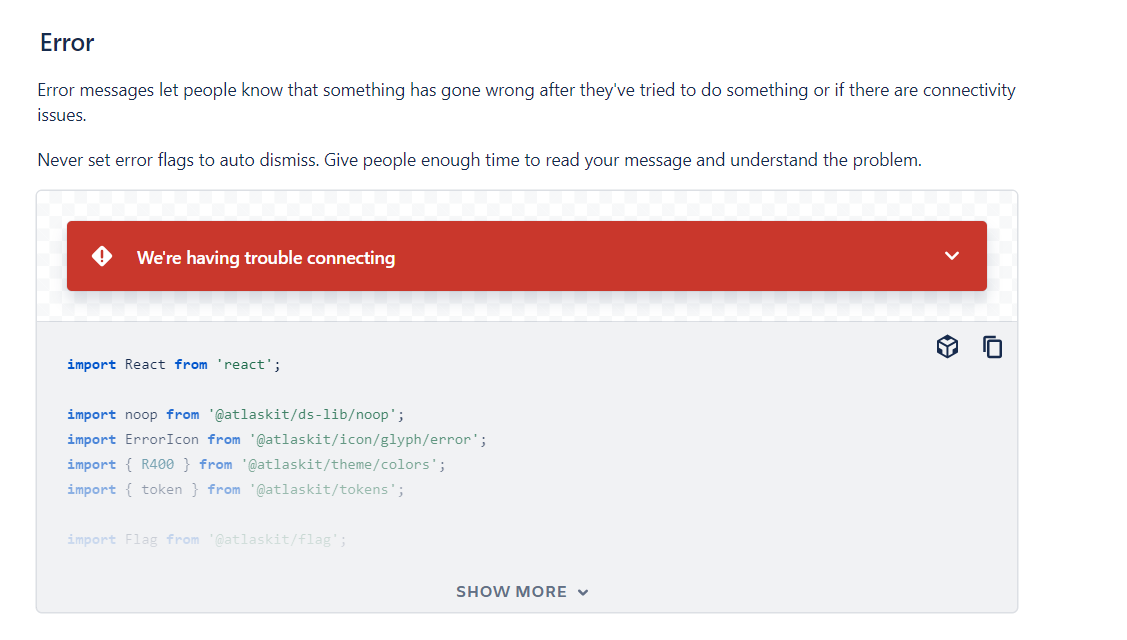 Error
Error messages let people know that something has gone wrong after they've tried to do something or if there are connectivity
issues.
Never set error flags to auto dismiss. Give people enough time to read your message and understand the problem.
We're having trouble connecting
import React from 'react';
import noop from '@atlaskit/ds-lib/noop';
import ErrorIcon from '@atlaskit/icon/glyph/error';
import { R400 } from '@atlaskit/theme/colors';
import { token } from '@atlaskit/tokens';
import Flag from '@atlaskit/flag';
SHOW MORE